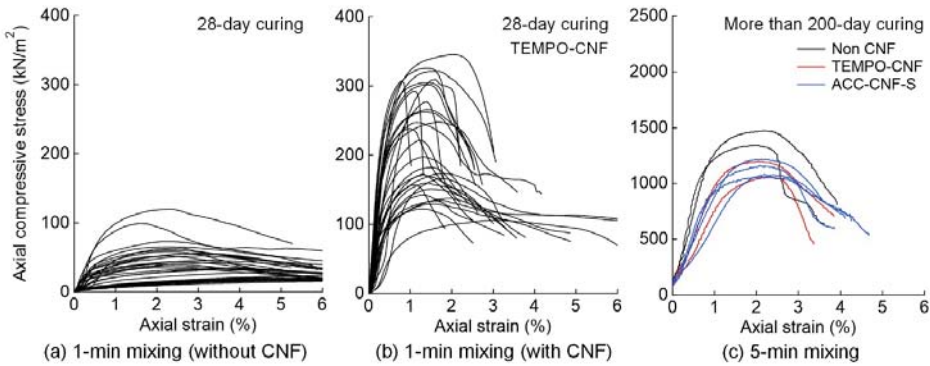 28-day curing
28-day curing
TEMPO-CNF
More than 200-day curing
Non CNF
TEMPO-CNF
ACC-CNF-S
Axial compressive stress (kN/m²)
400
300
200
100
0
0 1 2 3 4 5 6
Axial strain (%)
(a) 1-min mixing (without CNF)
400
300
200
100
0
0 1 2 3 4 5 6
Axial strain (%)
(b) 1-min mixing (with CNF)
2500
2000
1500
1000
500
0
0 1 2 3 4 5 6
Axial strain (%)
(c) 5-min mixing